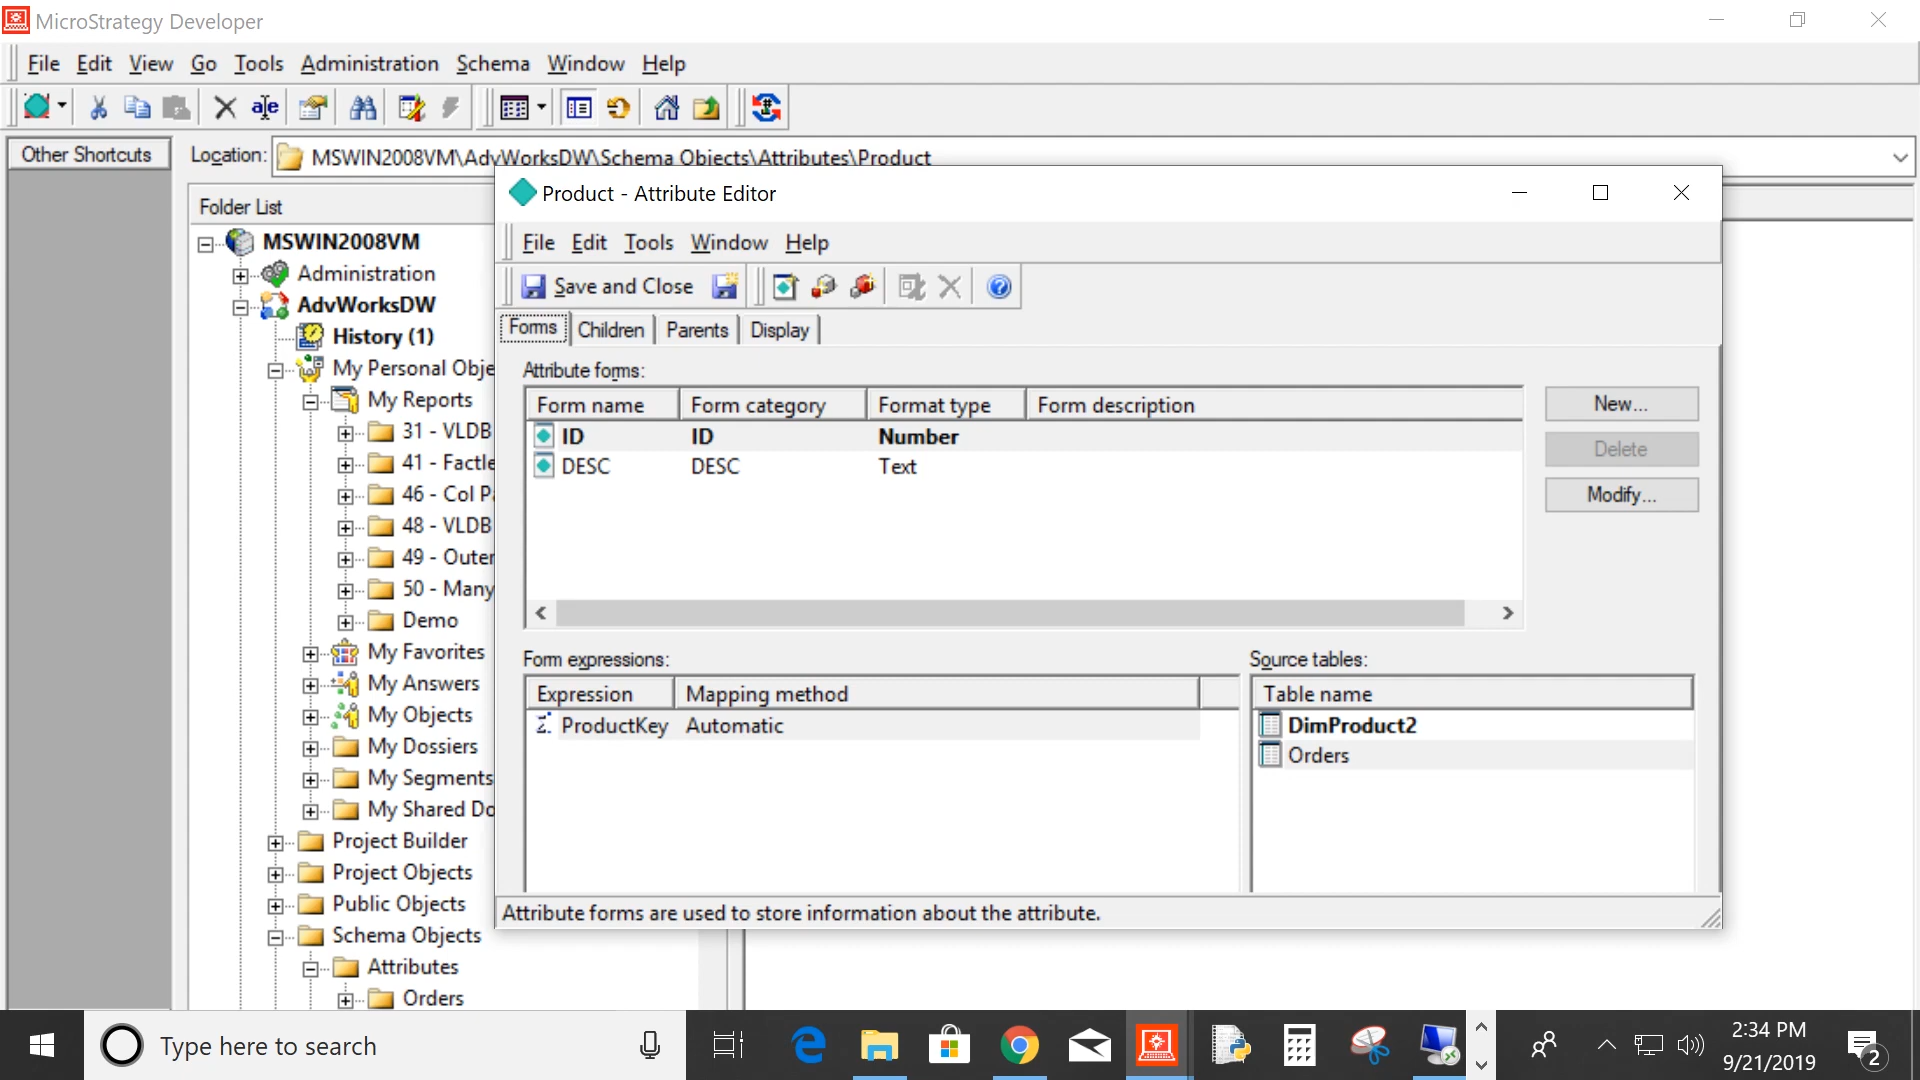 MicroStrategy Developer
File Edit View Go Tools Administration Schema Window Help
Other Shortcuts
Location: MSWIN2008VM\AdvWorksDW\Schema Objects\Attributes\Product
Folder List
MSWIN2008VM
Administration
AdvWorksDW
History (1)
My Personal Obje
My Reports
31 - VLDB
41 - Factle
46 - Col P
48 - VLDB
49 - Outer
50 - Many
Demo
My Favorites
My Answers
My Objects
My Dossiers
My Segments
My Shared Do
Project Builder
Project Objects
Public Objects
Schema Objects
Attributes
Orders
Product - Attribute Editor
File Edit Tools Window Help
Save and Close
Forms Children Parents Display
Attribute forms:
Form name Form category Format type Form description
ID ID Number
DESC DESC Text
New...
Delete
Modify...
Form expressions:
Expression Mapping method
ProductKey Automatic
Source tables:
Table name
DimProduct2
Orders
Attribute forms are used to store information about the attribute.
Type here to search
2:34 PM
9/21/2019
2